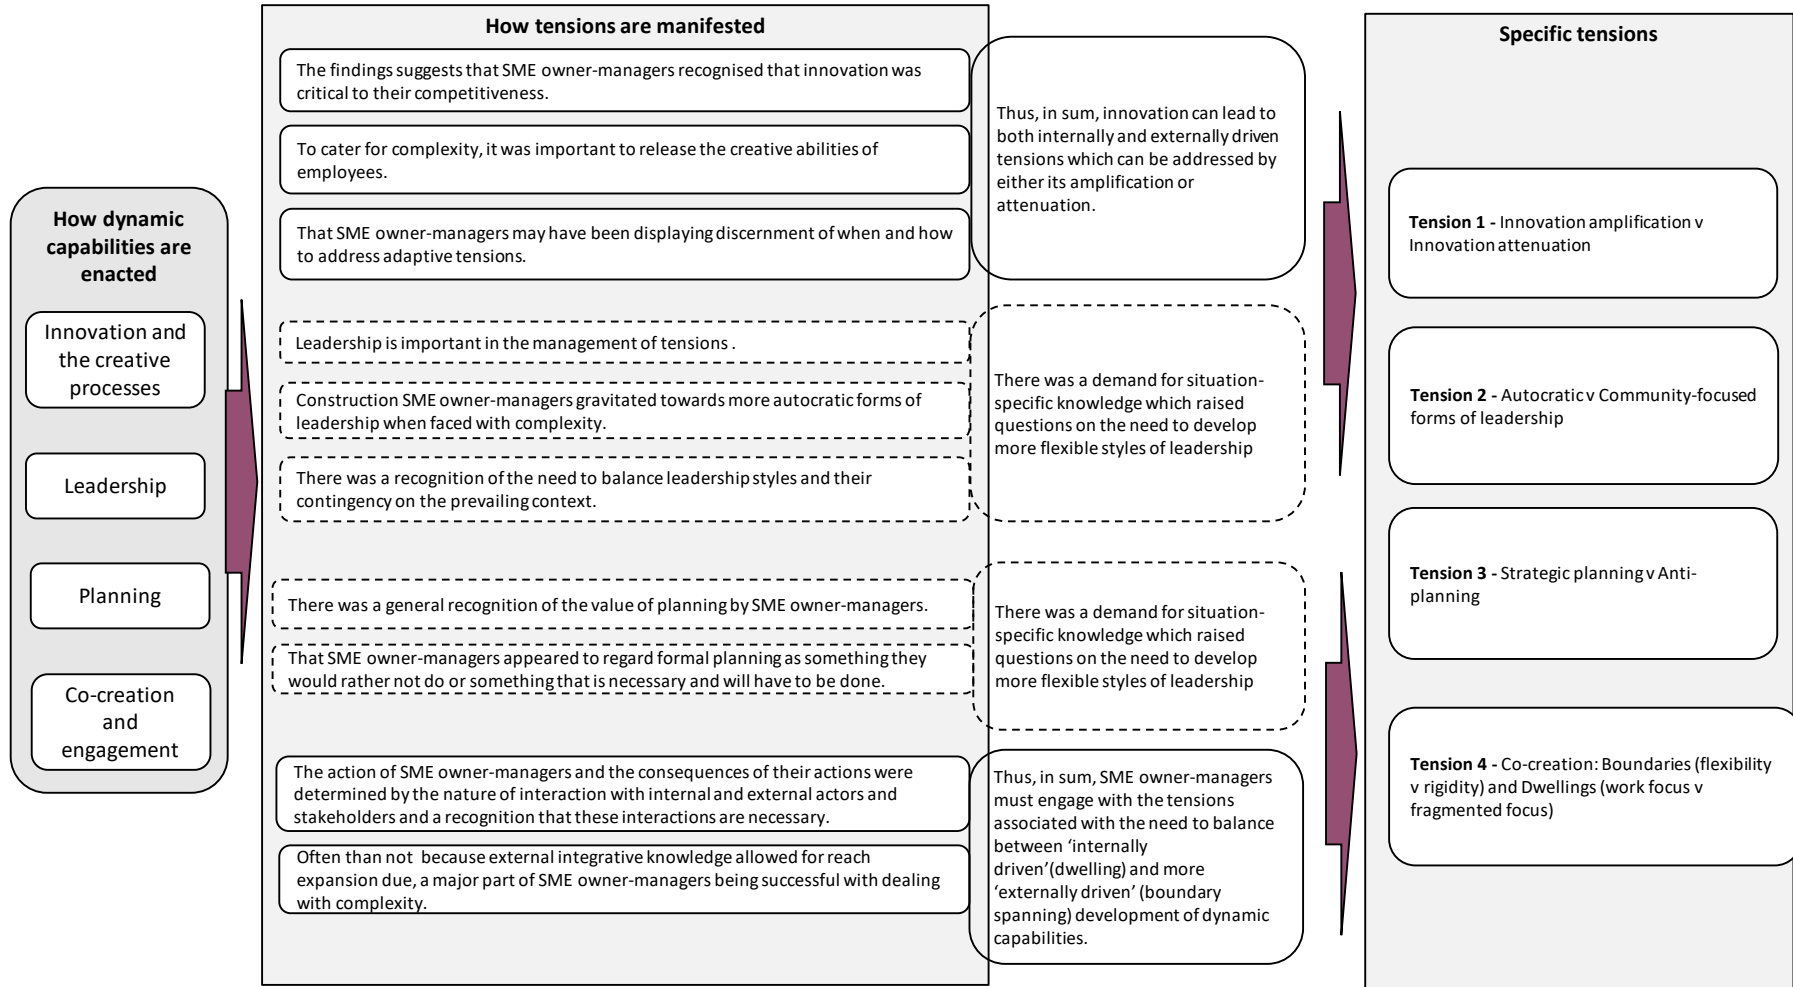 How dynamic
capabilities are
enacted
Innovation and
the creative
processes
Leadership
Planning
Co-creation
and
engagement
How tensions are manifested
The findings suggests that SME owner-managers recognised that innovation was
critical to their competitiveness.
To cater for complexity, it was important to release the creative abilities of
employees.
That SME owner-managers may have been displaying discernment of when and how
to address adaptive tensions.
Leadership is important in the management of tensions .
Construction SME owner-managers gravitated towards more autocratic forms of
leadership when faced with complexity.
There was a recognition of the need to balance leadership styles and their
contingency on the prevailing context.
There was a general recognition of the value of planning by SME owner-managers.
That SME owner-managers appeared to regard formal planning as something they
would rather not do or something that is necessary and will have to be done.
The action of SME owner-managers and the consequences of their actions were
determined by the nature of interaction with internal and external actors and
stakeholders and a recognition that these interactions are necessary.
Often than not because external integrative knowledge allowed for reach
expansion due, a major part of SME owner-managers being successful with dealing
with complexity.
Thus, in sum, innovation can lead to
both internally and externally driven
tensions which can be addressed by
either its amplification or
attenuation.
There was a demand for situation-
specific knowledge which raised
questions on the need to develop
more flexible styles of leadership
There was a demand for situation-
specific knowledge which raised
questions on the need to develop
more flexible styles of leadership
Thus, in sum, SME owner-managers
must engage with the tensions
associated with the need to balance
between ‘internally
driven’(dwelling) and more
‘externally driven’ (boundary
spanning) development of dynamic
capabilities.
Specific tensions
Tension 1 - Innovation amplification v
Innovation attenuation
Tension 2 - Autocratic v Community-focused
forms of leadership
Tension 3 - Strategic planning v Anti-
planning
Tension 4 - Co-creation: Boundaries (flexibility
v rigidity) and Dwellings (work focus v
fragmented focus)